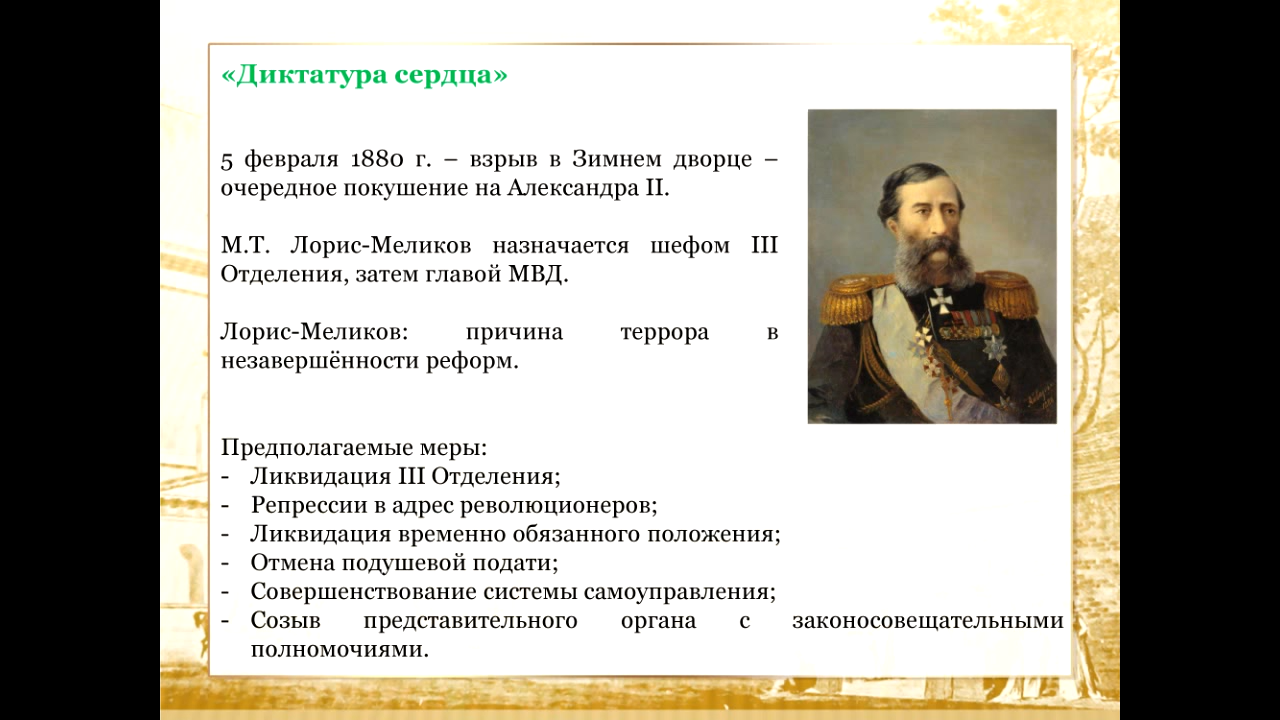 «Диктатура сердца»
5 февраля 1880 г. – взрыв в Зимнем дворце –
очередное покушение на Александра II.
М.Т. Лорис-Меликов назначается шефом III
Отделения, затем главой МВД.
Лорис-Меликов: причина террора в
незавершённости реформ.
Предполагаемые меры:
- Ликвидация III Отделения;
- Репрессии в адрес революционеров;
- Ликвидация временно обязанного положения;
- Отмена подушевой подати;
- Совершенствование системы самоуправления;
- Созыв представительного органа с законосовещательными
полномочиями.